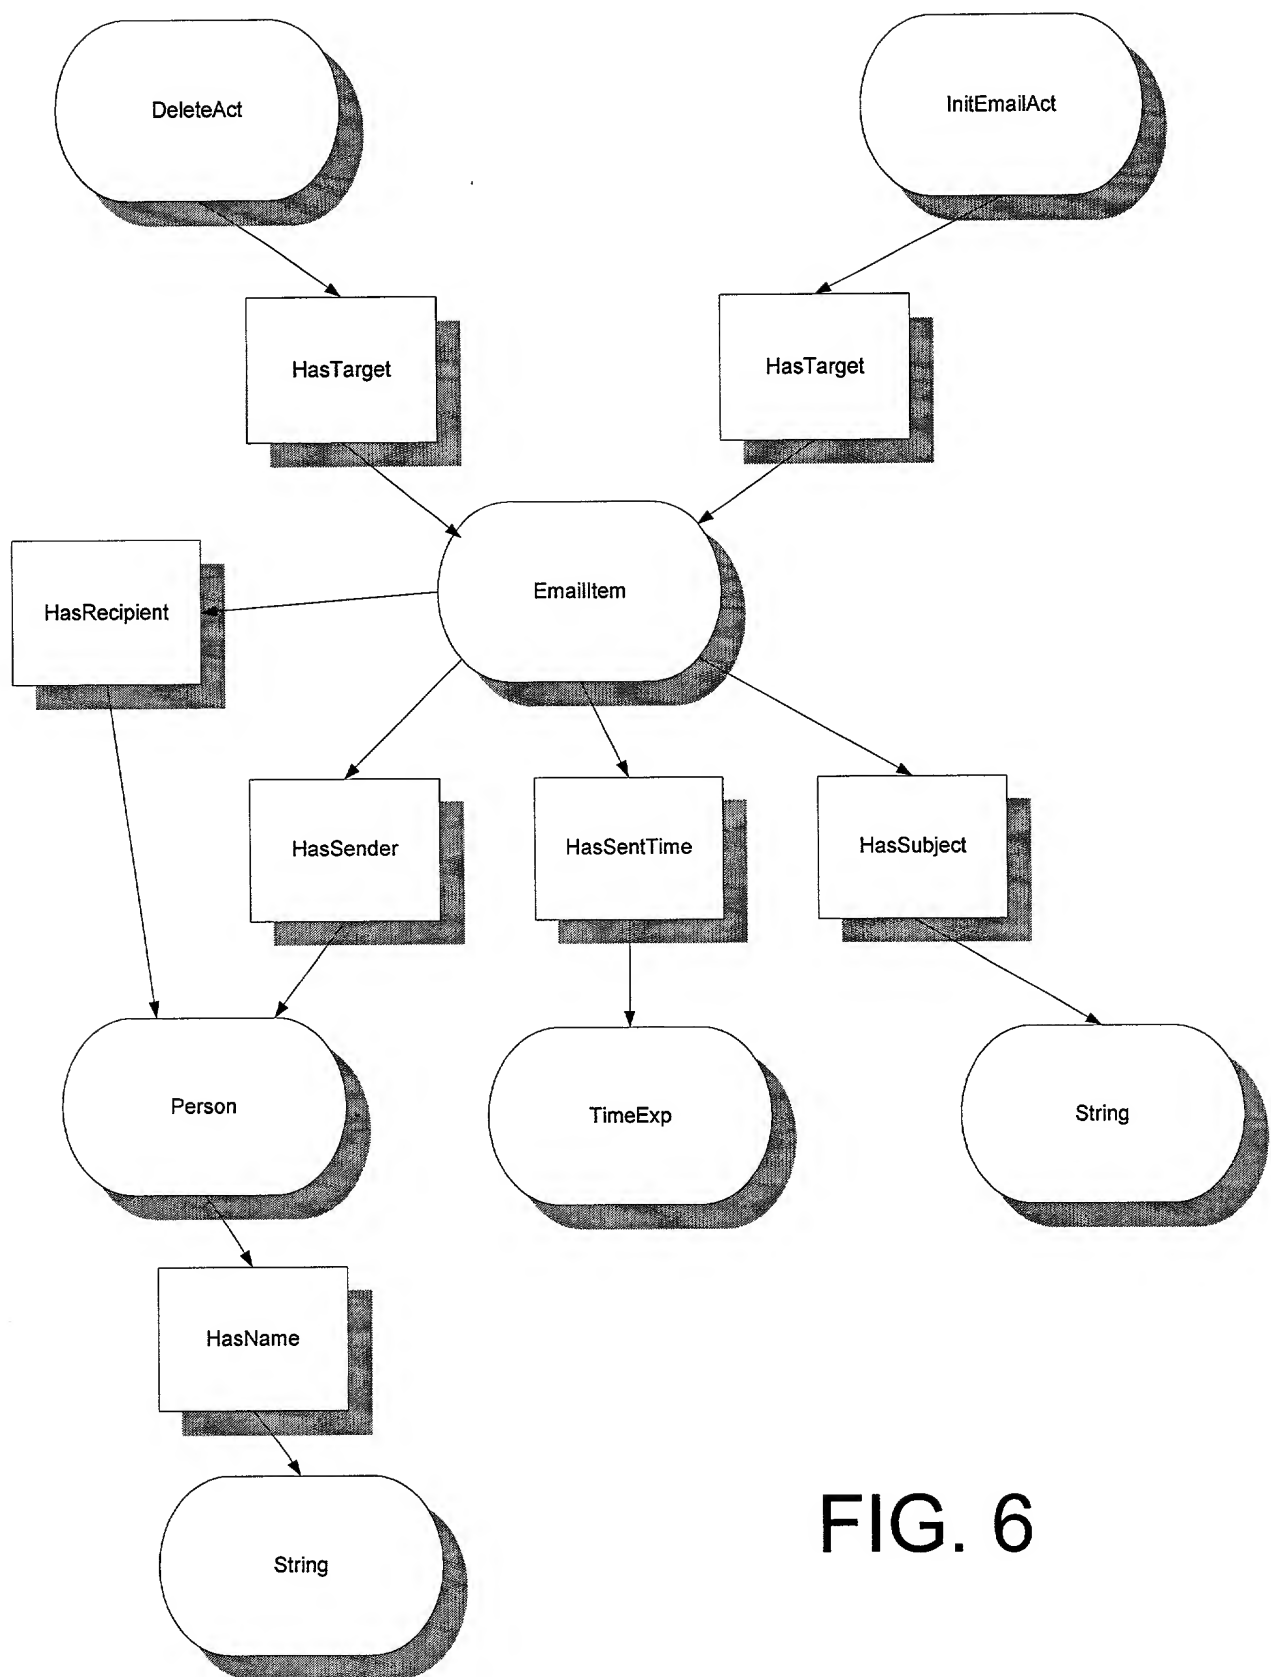 DeleteAct
InitEmailAct
HasTarget
HasTarget
EmailItem
HasRecipient
HasSender
HasSentTime
HasSubject
Person
TimeExp
String
HasName
String
FIG. 6